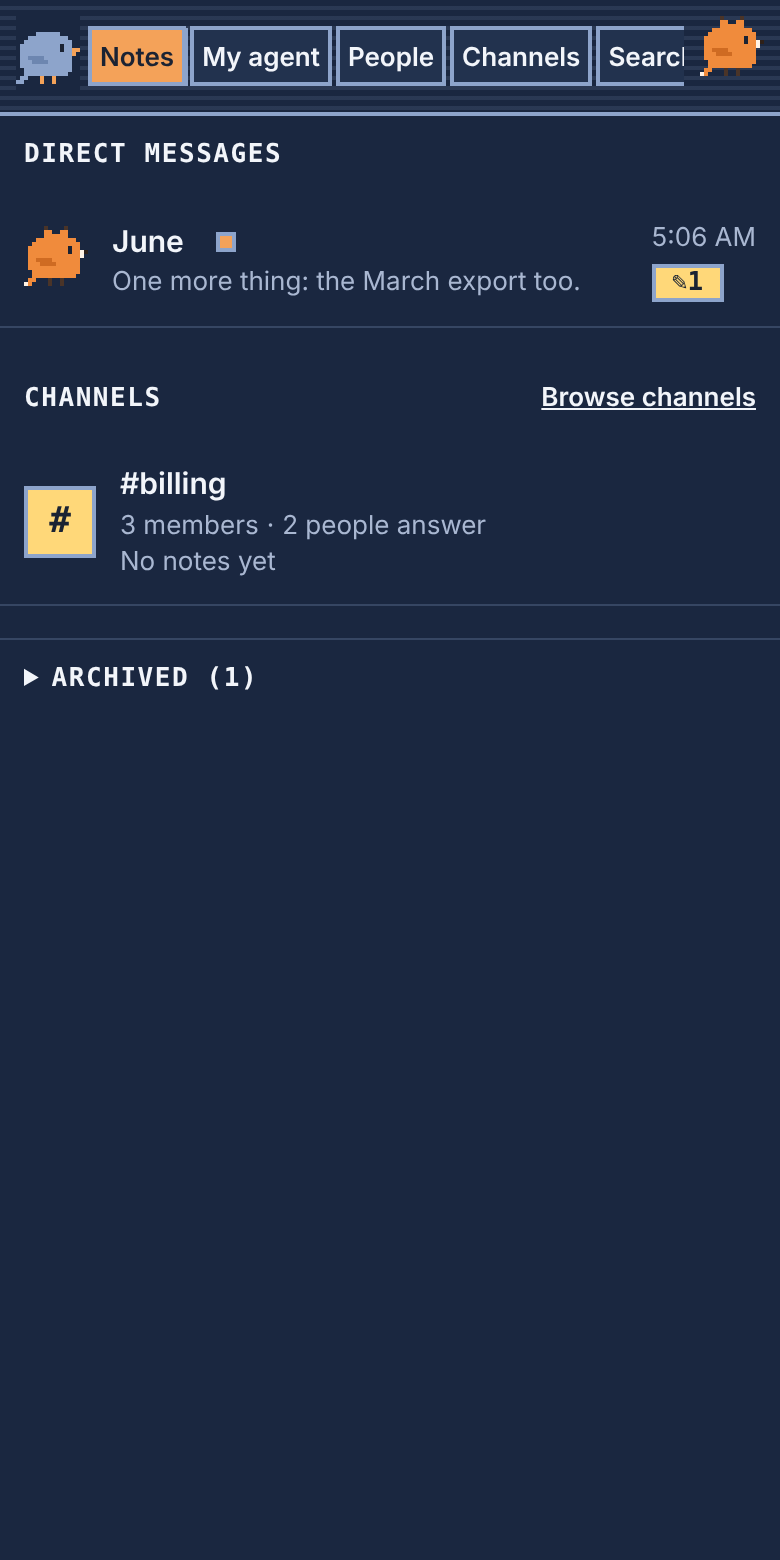 Notes
My agent
People
Channels
Searc
DIRECT MESSAGES
June
5:06 AM
One more thing: the March export too.
✎1
CHANNELS
Browse channels
#
#billing
3 members · 2 people answer
No notes yet
▶ ARCHIVED (1)